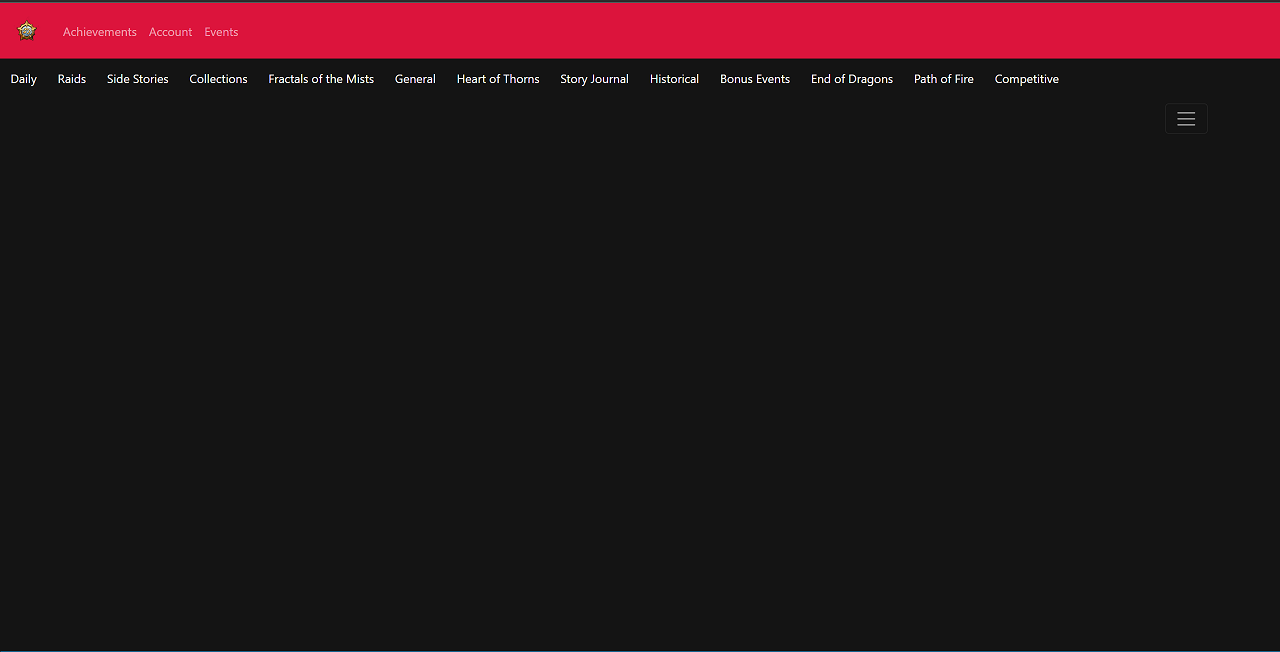 Achievements Account Events
Daily Raids Side Stories Collections Fractals of the Mists General Heart of Thorns Story Journal Historical Bonus Events End of Dragons Path of Fire Competitive